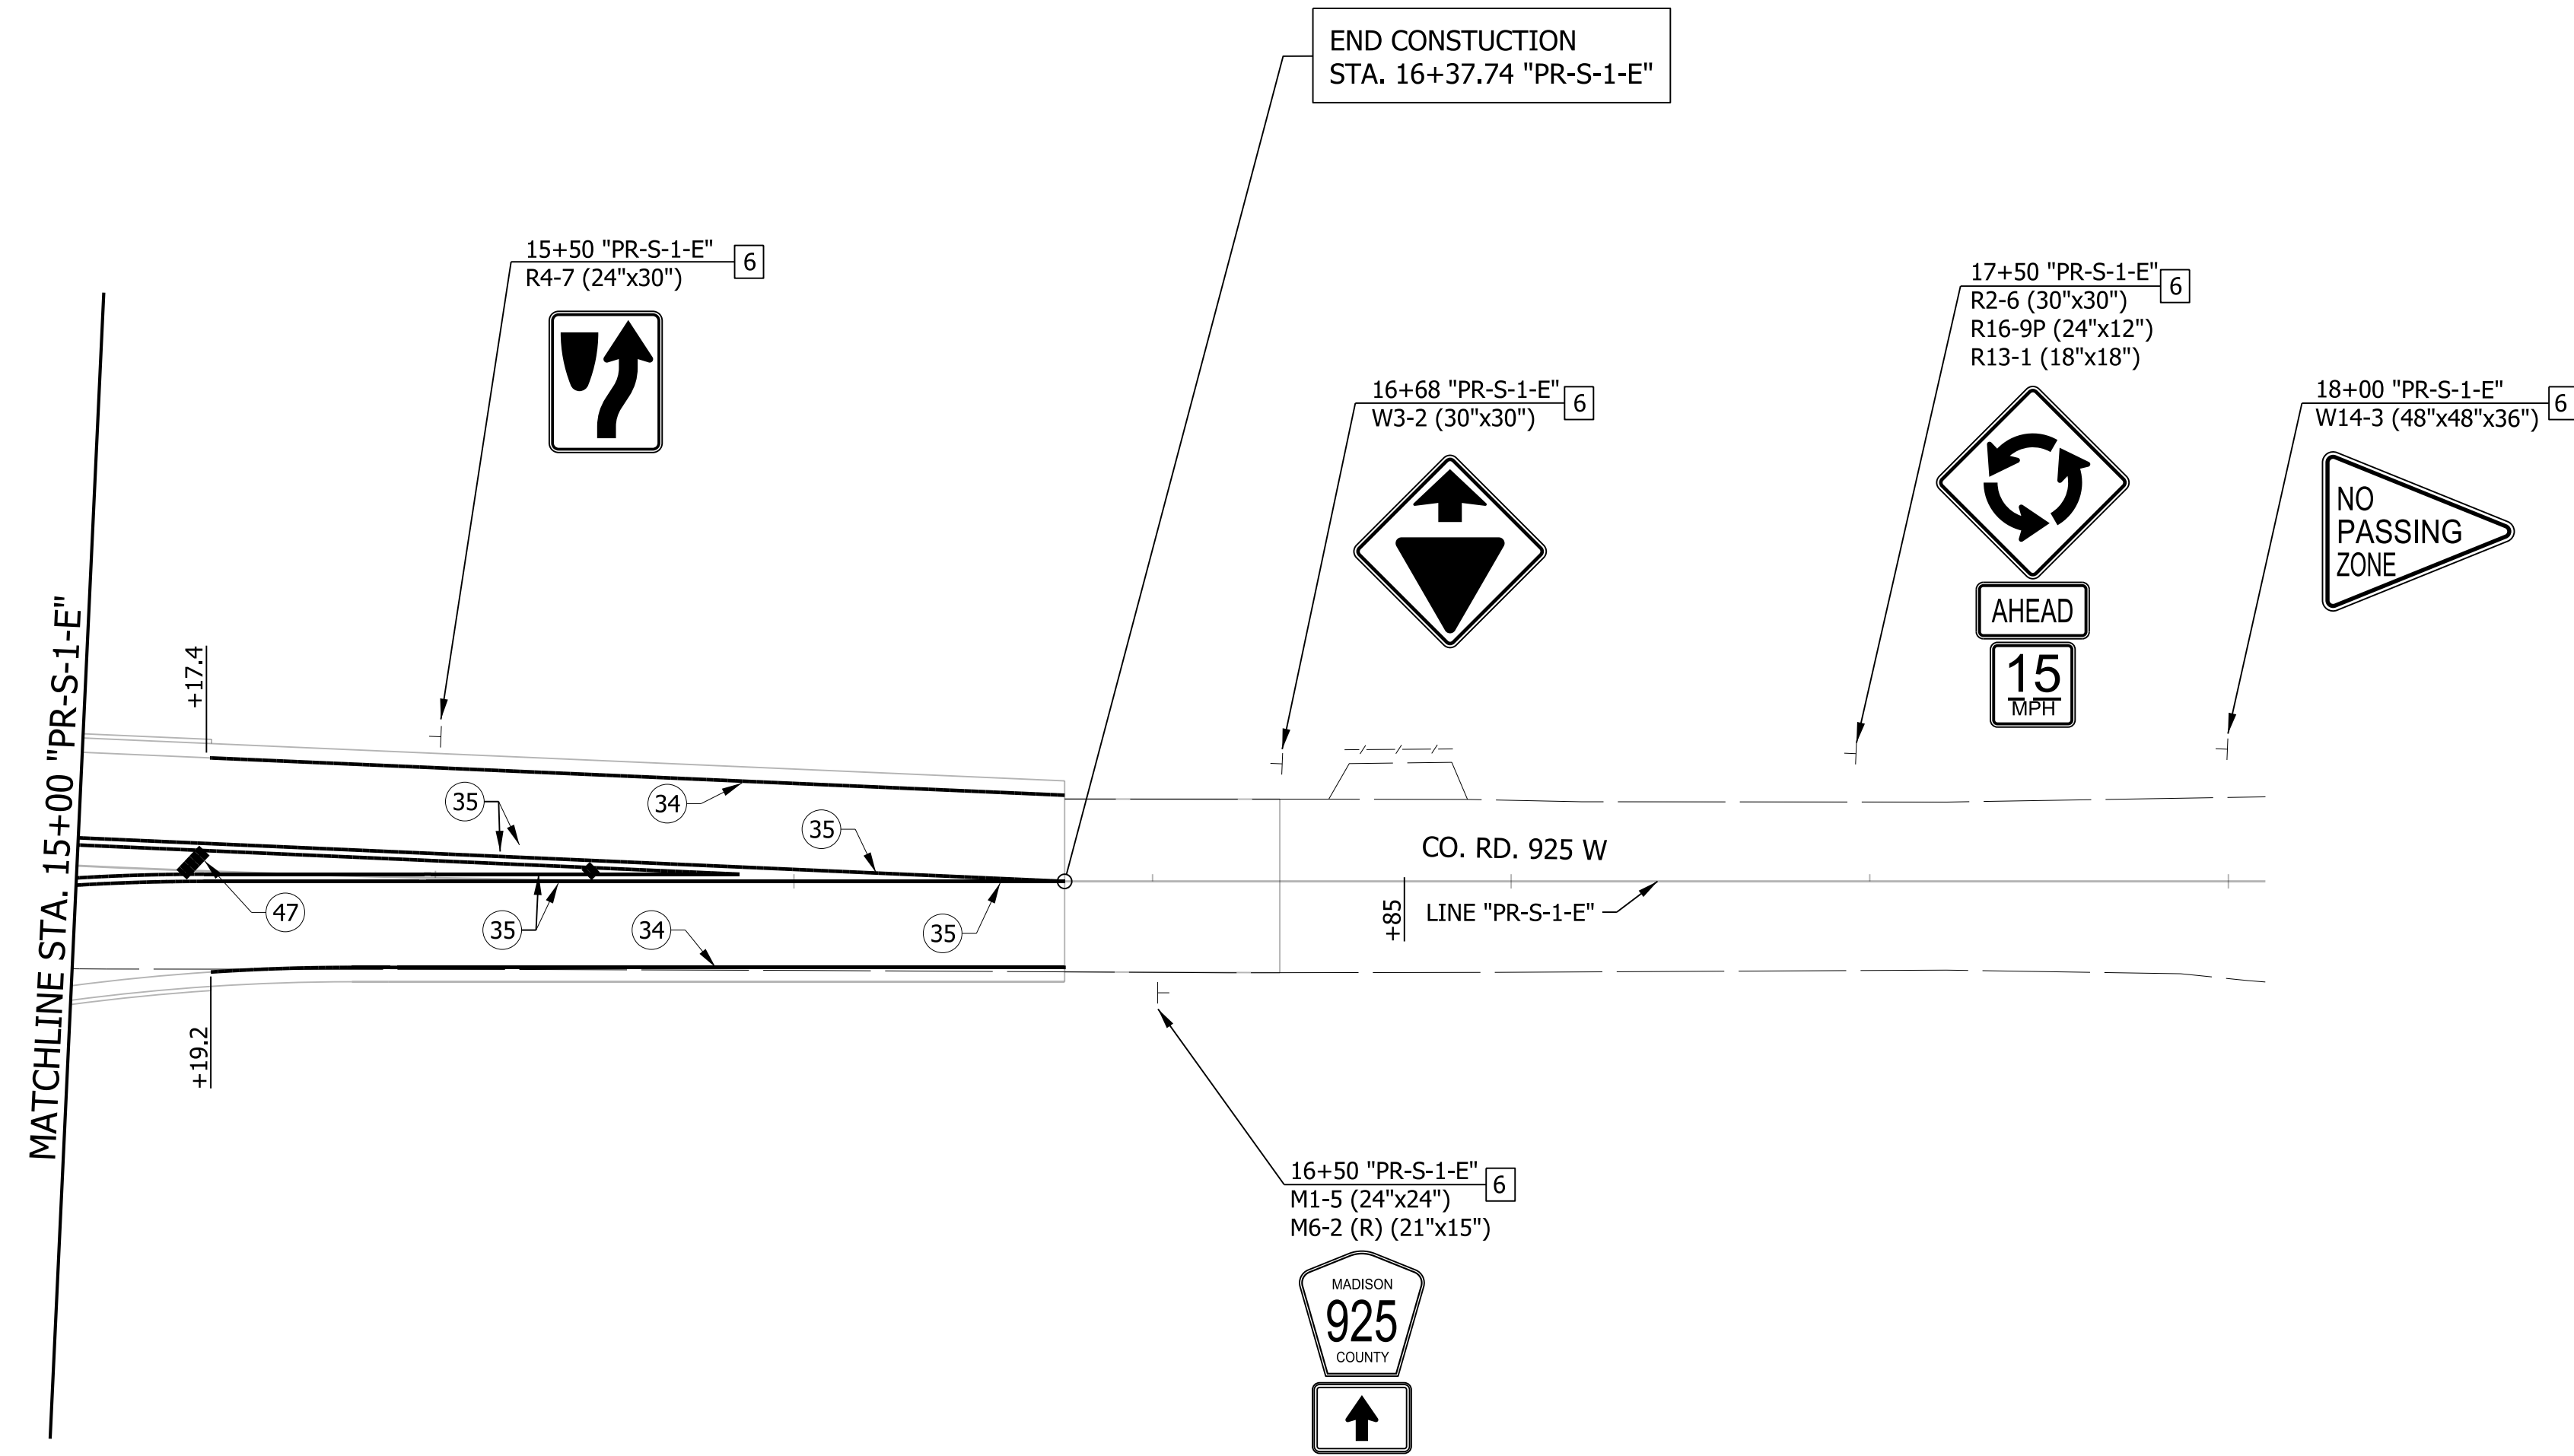 END CONSTUCTION
STA. 16+37.74 "PR-S-1-E"
15+50 "PR-S-1-E"
6
R4-7 (24"x30")
17+50 "PR-S-1-E"
6
R2-6 (30"x30")
R16-9P (24"x12")
R13-1 (18"x18")
16+68 "PR-S-1-E"
6
W3-2 (30"x30")
18+00 "PR-S-1-E"
6
W14-3 (48"x48"x36")
NO
PASSING
ZONE
AHEAD
15
MPH
MATCHLINE STA. 15+00 "PR-S-1-E"
+17.4
35
34
35
CO. RD. 925 W
47
35
34
35
+85
LINE "PR-S-1-E"
+19.2
16+50 "PR-S-1-E"
6
M1-5 (24"x24")
M6-2 (R) (21"x15")
MADISON
925
COUNTY